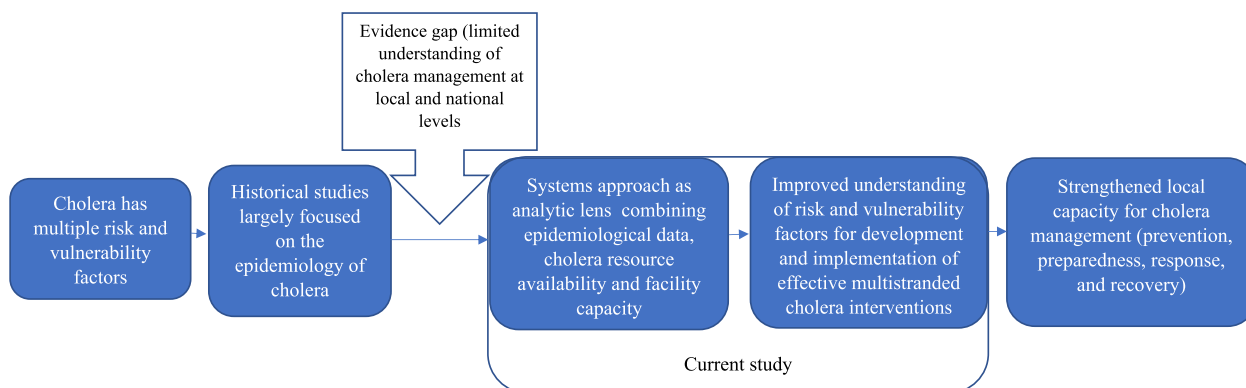 Evidence gap (limited
understanding of
cholera management at
local and national
levels
Cholera has
multiple risk and
vulnerability
factors
Historical studies
largely focused
on the
epidemiology of
cholera
Systems approach as
analytic lens combining
epidemiological data,
cholera resource
availability and facility
capacity
Improved understanding
of risk and vulnerability
factors for development
and implementation of
effective multistranded
cholera interventions
Strengthened local
capacity for cholera
management (prevention,
preparedness, response,
and recovery)
Current study